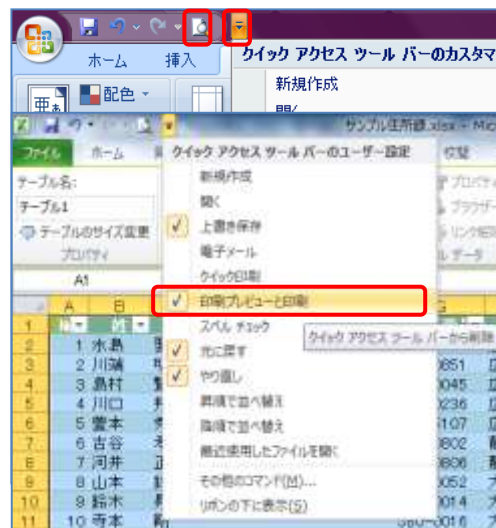 ホーム 挿入 クイック アクセス ツール バーのカスタマ
配色 新規作成
サンプル住所録.xlsx - Mic
ファイル ホーム クイック アクセス ツール バーのユーザー設定 校閲
テーブル名: 新規作成
テーブル1 開く
上書き保存
テーブルのサイズ変更 電子メール
プロパティ クイック印刷
A1 印刷プレビューと印刷
A B スペル チェック G
クイック アクセス ツール バーから削除
1
2 1 水島 元に戻す
3 2 川端 やり直し 0851
4 3 島村 昇順で並べ替え 0045
5 4 川口 降順で並べ替え 0236
6 5 豊本 最近使用したファイルを開く 1107
7 6 古谷 0802
8 7 河井 正 0806
9 8 山本 その他のコマンド(M)... 0052
10 9 鈴木 リボンの下に表示(S) 0014
11 10 寺本 0016